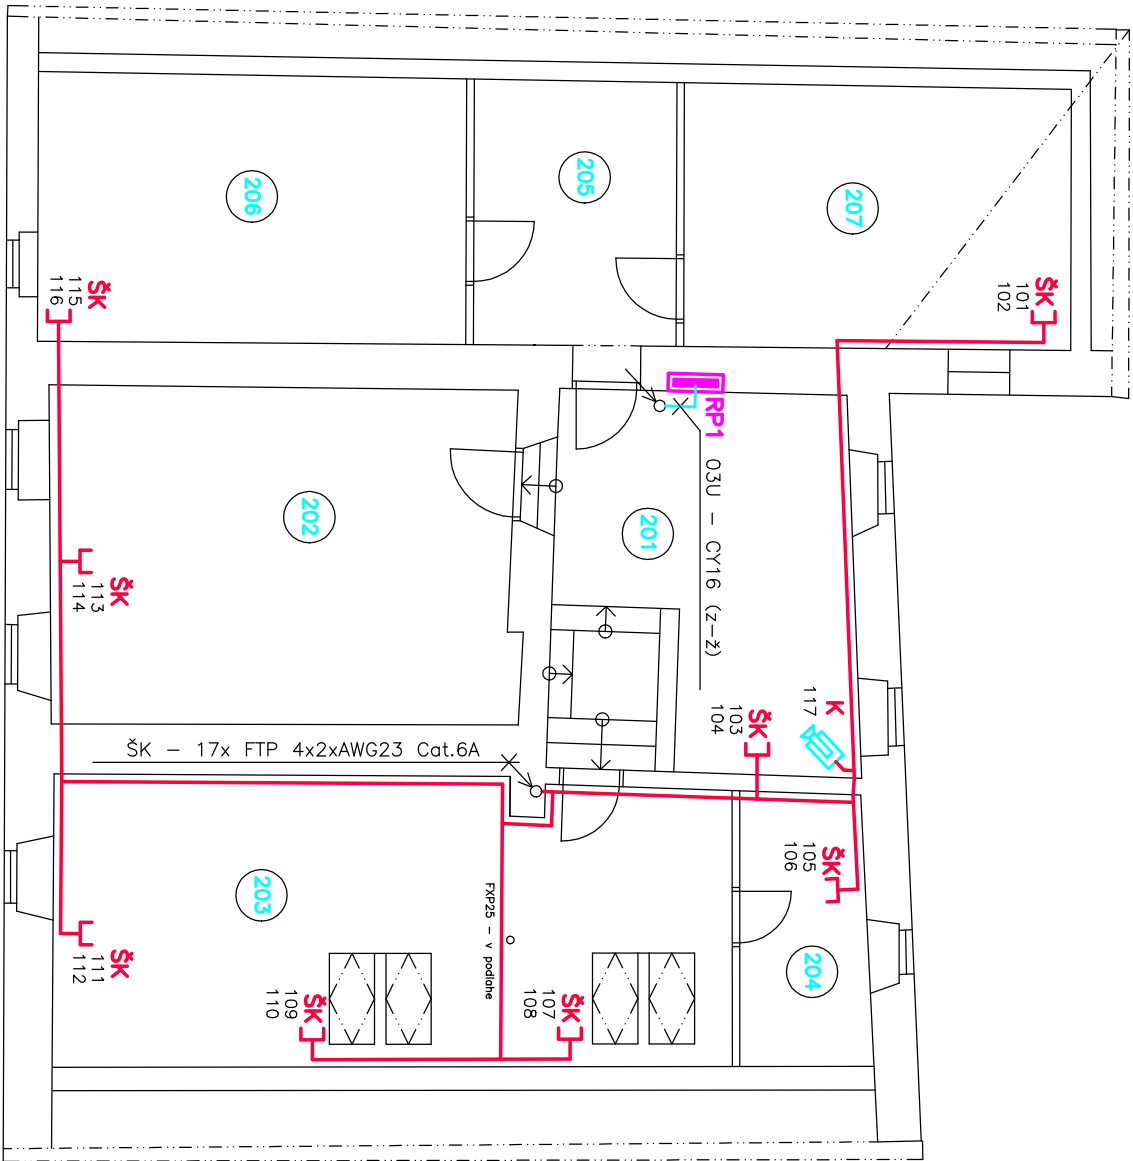 206
205
207
ŠK
115
116
ŠK
101
102
RP1
03U – CY16 (z–ž)
202
201
ŠK
113
114
K
117
ŠK
103
104
ŠK – 17x FTP 4x2xAWG23 Cat.6A
ŠK
105
106
203
FXP25 – v podlahe
204
ŠK
111
112
ŠK
109
110
ŠK
107
108